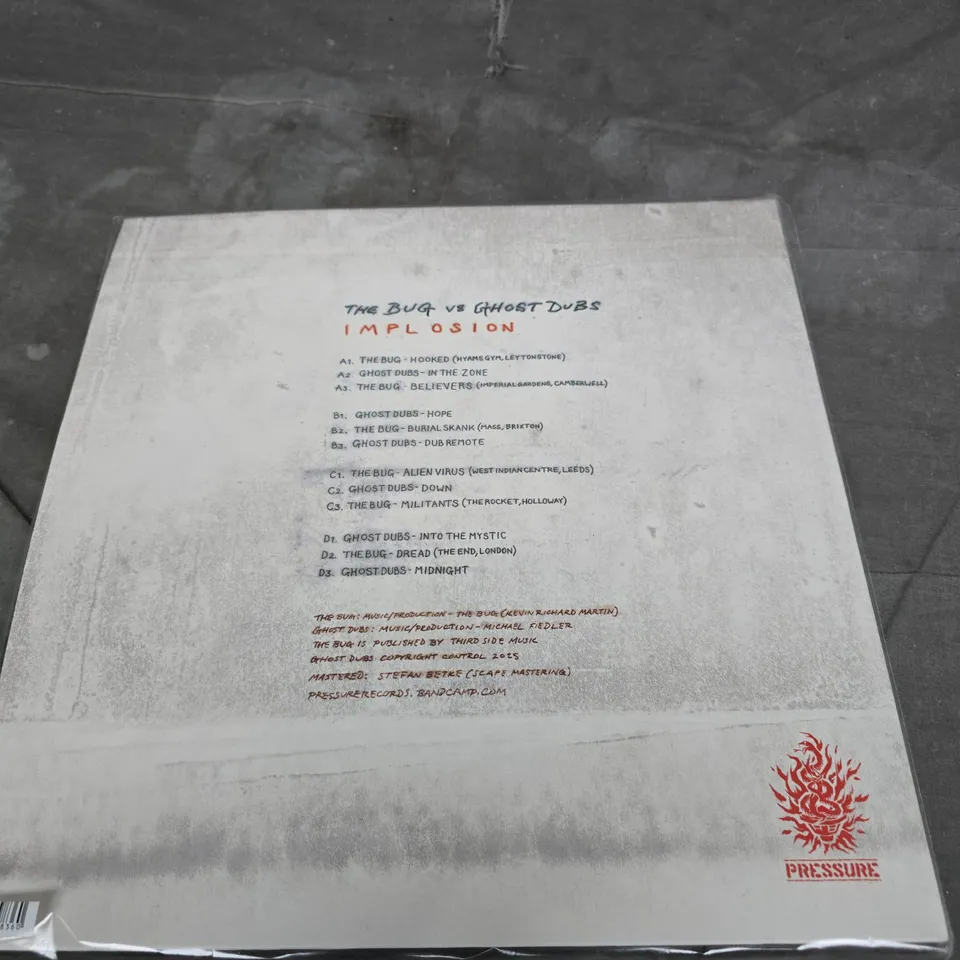 THE BUG VS GHOST DUBS
IMPLOSION
A1. THE BUG - HOOKED (HYAMS GYM, LEYTONSTONE)
A2 GHOST DUBS - IN THE ZONE
A3. THE BUG - BELIEVERS (IMPERIAL GARDENS, CAMBERWELL)
B1. GHOST DUBS - HOPE
B2. THE BUG - BURIAL SKANK (MASS, BRIXTON)
B3. GHOST DUBS - DUB REMOTE
C1. THE BUG - ALIEN VIRUS (WEST INDIAN CENTRE, LEEDS)
C2. GHOST DUBS - DOWN
C3. THE BUG - MILITANTS (THE ROCKET, HOLLOWAY)
D1. GHOST DUBS - INTO THE MYSTIC
D2. THE BUG - DREAD (THE END, LONDON)
D3. GHOST DUBS - MIDNIGHT
THE BUG: MUSIC/PRODUCTION - THE BUG (KEVIN RICHARD MARTIN)
GHOST DUBS: MUSIC/PRODUCTION - MICHAEL FIEDLER
THE BUG IS PUBLISHED BY THIRD SIDE MUSIC
GHOST DUBS COPYRIGHT CONTROL 2025
MASTERED: STEFAN BETKE (SCAPE MASTERING)
PRESSURERECORDS.BANDCAMP.COM
PRESSURE